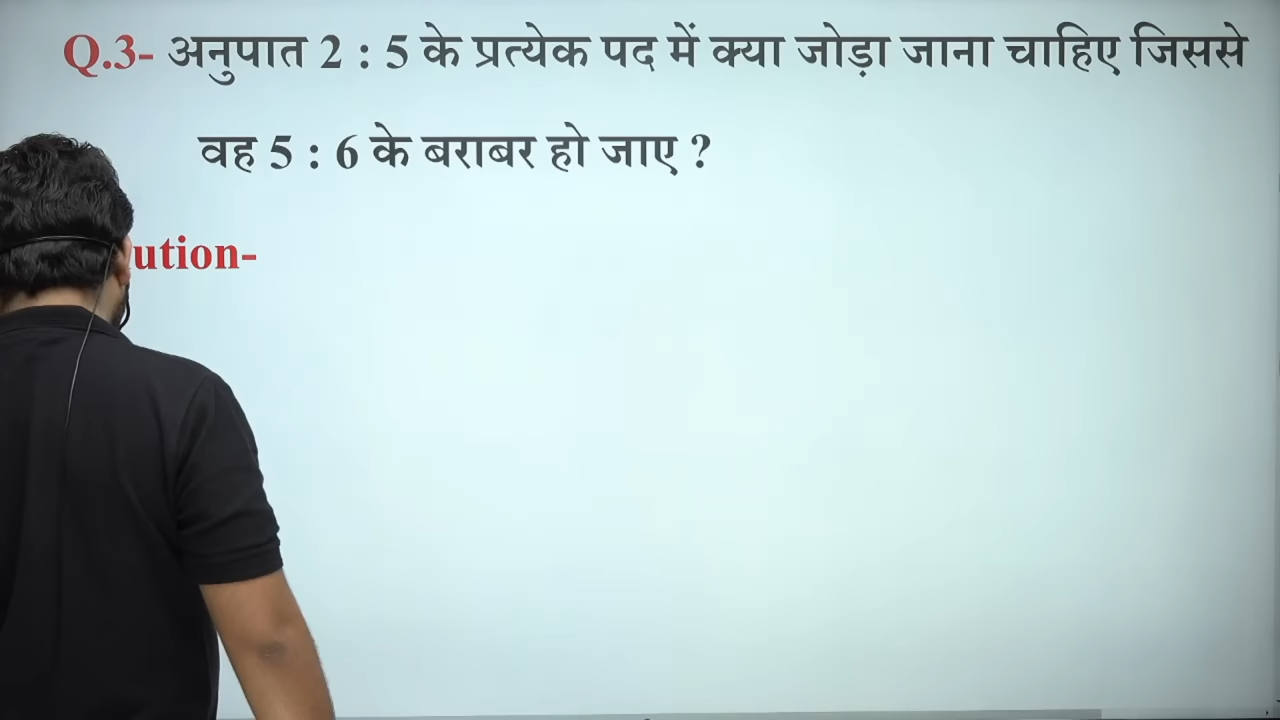 Q.3- अनुपात 2 : 5 के प्रत्येक पद में क्या जोड़ा जाना चाहिए जिससे
वह 5 : 6 के बराबर हो जाए ?
ution-